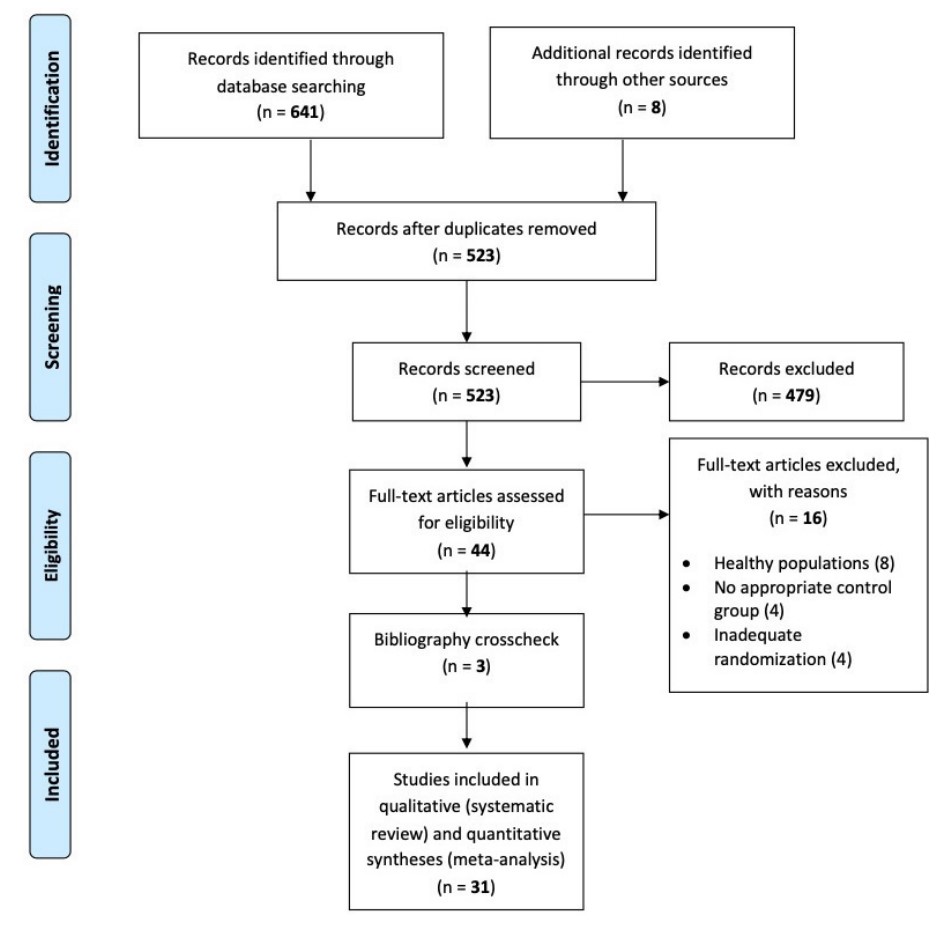 Identification
Records identified through
database searching
(n = 641)
Additional records identified
through other sources
(n = 8)
Records after duplicates removed
(n = 523)
Screening
Records screened
(n = 523)
Records excluded
(n = 479)
Eligibility
Full-text articles assessed
for eligibility
(n = 44)
Full-text articles excluded,
with reasons
(n = 16)
• Healthy populations (8)
• No appropriate control
group (4)
• Inadequate
randomization (4)
Bibliography crosscheck
(n = 3)
Included
Studies included in
qualitative (systematic
review) and quantitative
syntheses (meta-analysis)
(n = 31)